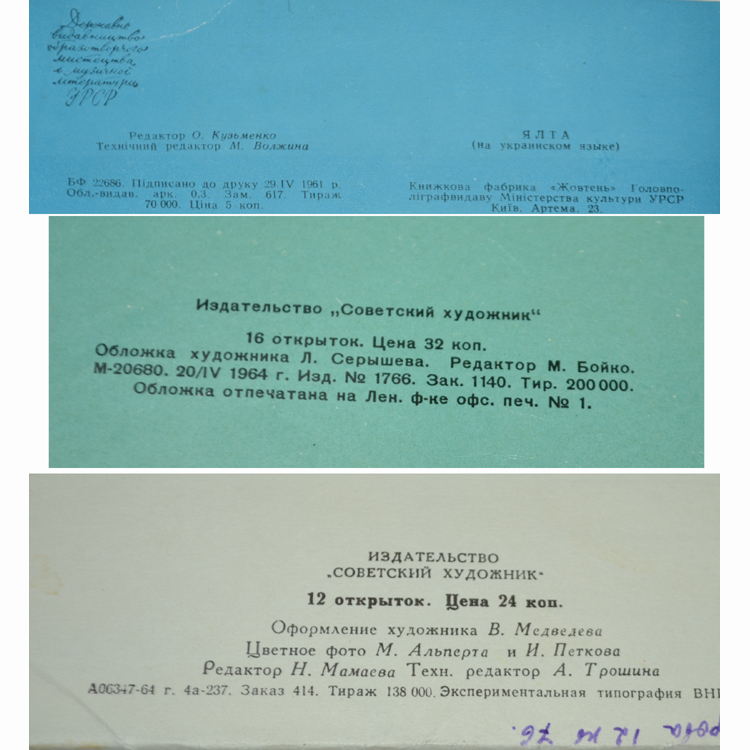 Державне
видавництво
образотворчого
мистецтва
і музичної
літератури
УРСР
Редактор О. Кузьменко
Технічний редактор М. Волжина
ЯЛТА
(на украинском языке)
БФ 22686. Підписано до друку 29.IV 1961 р.
Обл.-видав. арк. 0,3. Зам. 617. Тираж
70 000. Ціна 5 коп.
Книжкова фабрика «Жовтень» Головпо-
ліграфвидаву Міністерства культури УРСР
Київ, Артема, 23.
Издательство „Советский художник“
16 открыток. Цена 32 коп.
Обложка художника Л. Серышева. Редактор М. Бойко.
М-20680. 20/IV 1964 г. Изд. № 1766. Зак. 1140. Тир. 200 000.
Обложка отпечатана на Лен. ф-ке офс. печ. № 1.
ИЗДАТЕЛЬСТВО
„СОВЕТСКИЙ ХУДОЖНИК“
12 открыток. Цена 24 коп.
Оформление художника В. Медведева
Цветное фото М. Альперта и И. Петкова
Редактор Н. Мамаева Техн. редактор А. Трошина
А06347-64 г. 4а-237. Заказ 414. Тираж 138 000. Экспериментальная типография ВНИ